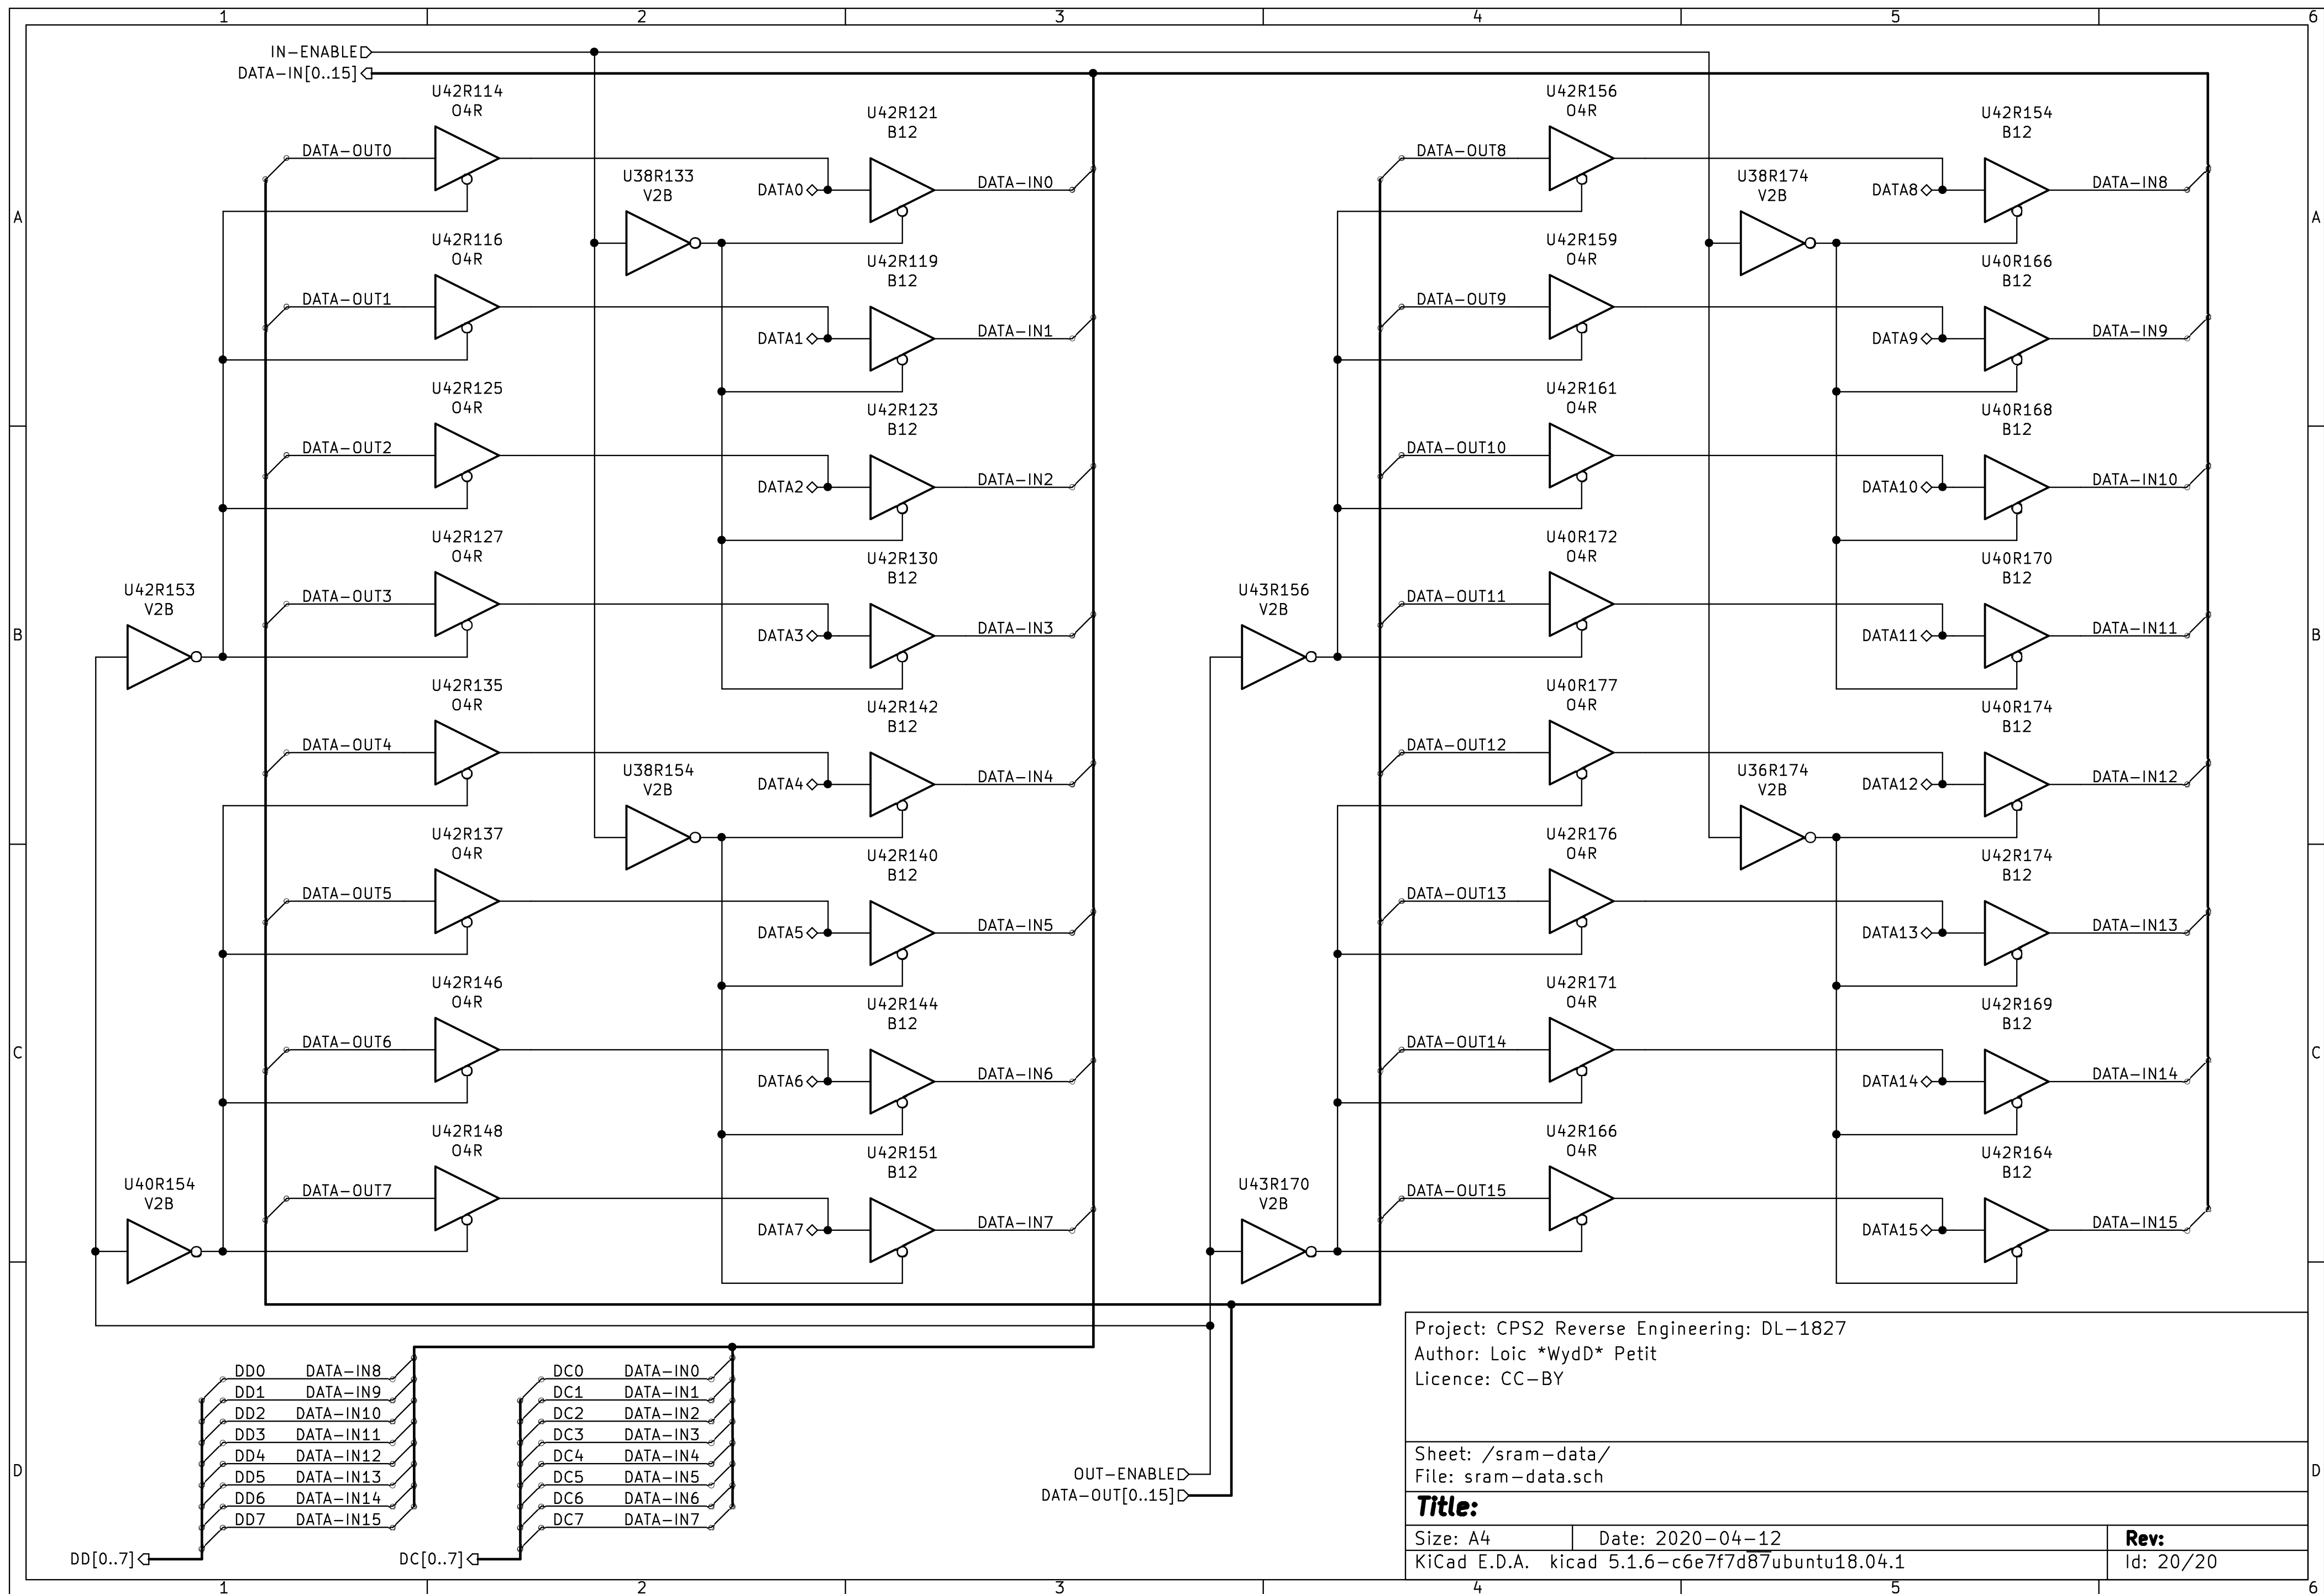 1 2 3 4 5 6
IN-ENABLE
DATA-IN[0..15]
U42R114
O4R
U42R121
B12
DATA-OUT0
U38R133
V2B
DATA0
DATA-IN0
U42R116
O4R
U42R119
B12
DATA-OUT1
DATA1
DATA-IN1
U42R125
O4R
U42R123
B12
DATA-OUT2
DATA2
DATA-IN2
U42R127
O4R
U42R130
B12
DATA-OUT3
U42R153
V2B
DATA3
DATA-IN3
U42R135
O4R
U42R142
B12
DATA-OUT4
U38R154
V2B
DATA4
DATA-IN4
U42R137
O4R
U42R140
B12
DATA-OUT5
DATA5
DATA-IN5
U42R146
O4R
U42R144
B12
DATA-OUT6
DATA6
DATA-IN6
U42R148
O4R
U42R151
B12
U40R154
V2B
DATA-OUT7
DATA7
DATA-IN7
U42R156
O4R
U42R154
B12
DATA-OUT8
U38R174
V2B
DATA8
DATA-IN8
U42R159
O4R
U40R166
B12
DATA-OUT9
DATA9
DATA-IN9
U42R161
O4R
U40R168
B12
DATA-OUT10
DATA10
DATA-IN10
U40R172
O4R
U40R170
B12
U43R156
V2B
DATA-OUT11
DATA11
DATA-IN11
U40R177
O4R
U40R174
B12
DATA-OUT12
U36R174
V2B
DATA12
DATA-IN12
U42R176
O4R
U42R174
B12
DATA-OUT13
DATA13
DATA-IN13
U42R171
O4R
U42R169
B12
DATA-OUT14
DATA14
DATA-IN14
U42R166
O4R
U42R164
B12
U43R170
V2B
DATA-OUT15
DATA15
DATA-IN15
A A
B B
C C
D D
DD0 DATA-IN8
DD1 DATA-IN9
DD2 DATA-IN10
DD3 DATA-IN11
DD4 DATA-IN12
DD5 DATA-IN13
DD6 DATA-IN14
DD7 DATA-IN15
DD[0..7]
DC0 DATA-IN0
DC1 DATA-IN1
DC2 DATA-IN2
DC3 DATA-IN3
DC4 DATA-IN4
DC5 DATA-IN5
DC6 DATA-IN6
DC7 DATA-IN7
DC[0..7]
OUT-ENABLE
DATA-OUT[0..15]
Project: CPS2 Reverse Engineering: DL-1827
Author: Loic *WydD* Petit
Licence: CC-BY
Sheet: /sram-data/
File: sram-data.sch
Title:
Size: A4 Date: 2020-04-12 Rev:
KiCad E.D.A. kicad 5.1.6-c6e7f7d87ubuntu18.04.1 Id: 20/20
1 2 3 4 5 6